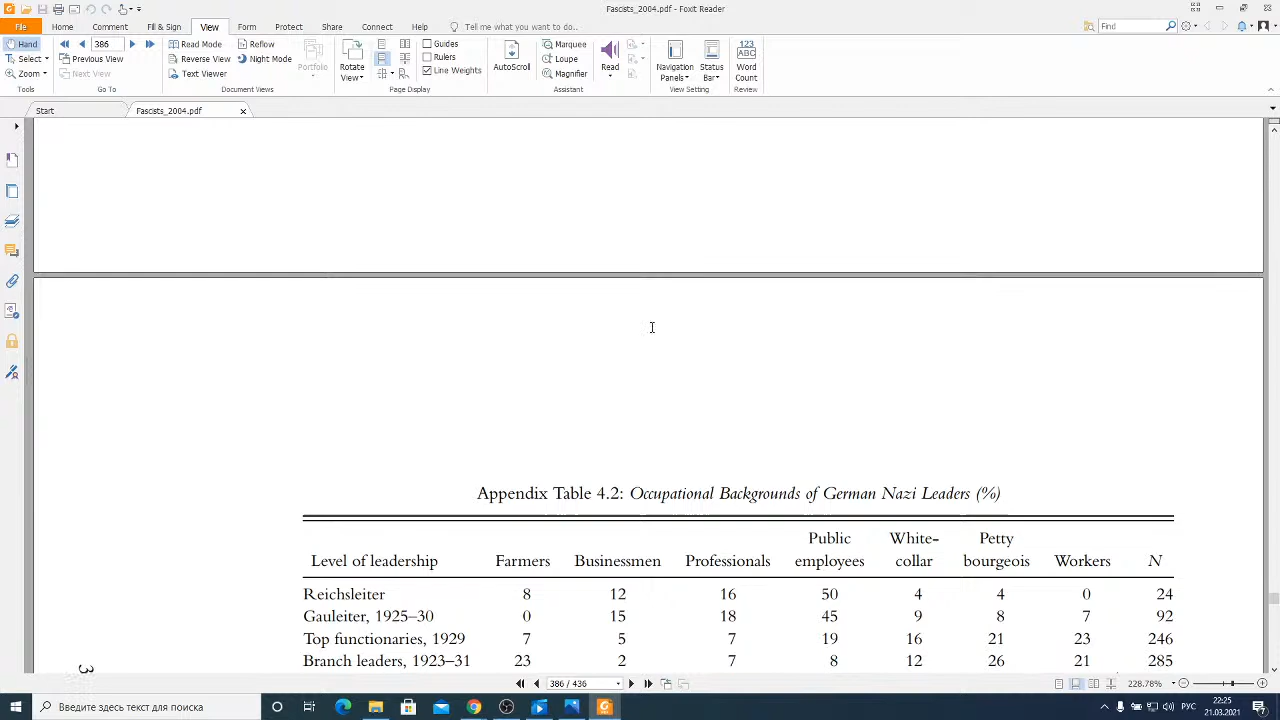 Fascists_2004.pdf - Foxit Reader
File Home Comment Fill & Sign View Form Protect Share Connect Help Tell me what you want to do.. Find
Hand 386 Read Mode Reflow Guides Marquee 123
Select Previous View Reverse View Night Mode Portfolio Rotate Rulers AutoScroll Loupe Read Navigation Status ABC Word
Zoom Next View Text Viewer View Line Weights Magnifier Panels Bar Count
Tools Go To Document Views Page Display Assistant View Setting Review
Start Fascists_2004.pdf
Appendix Table 4.2: Occupational Backgrounds of German Nazi Leaders (%)
Level of leadership Farmers Businessmen Professionals Public employees White-collar Petty bourgeois Workers N
Reichsleiter 8 12 16 50 4 4 0 24
Gauleiter, 1925–30 0 15 18 45 9 8 7 92
Top functionaries, 1929 7 5 7 19 16 21 23 246
Branch leaders, 1923–31 23 2 7 8 12 26 21 285
3
386 / 436 228.78%
Введите здесь текст для поиска РУС 22:25
21.03.2021